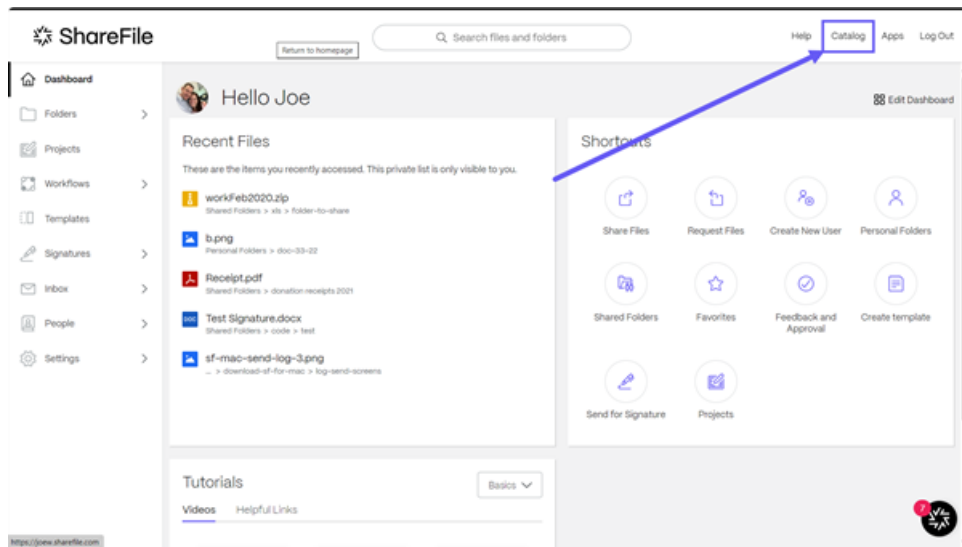 ShareFile
Return to homepage
Search files and folders
Help
Catalog
Apps
Log Out
Dashboard
Folders
Projects
Workflows
Templates
Signatures
Inbox
People
Settings
Hello Joe
Edit Dashboard
Recent Files
These are the items you recently accessed. This private list is only visible to you.
workFeb2020.zip
Shared Folders > xls > folder-to-share
b.png
Personal Folders > doc-33-22
Receipt.pdf
Shared Folders > donation receipts 2021
DOC
Test Signature.docx
Shared Folders > code > test
sf-mac-send-log-3.png
... > download-sf-for-mac > log-send-screens
Shortcuts
Share Files
Request Files
Create New User
Personal Folders
Shared Folders
Favorites
Feedback and
Approval
Create template
Send for Signature
Projects
Tutorials
Basics
Videos
Helpful Links
7
https://joew.sharefile.com